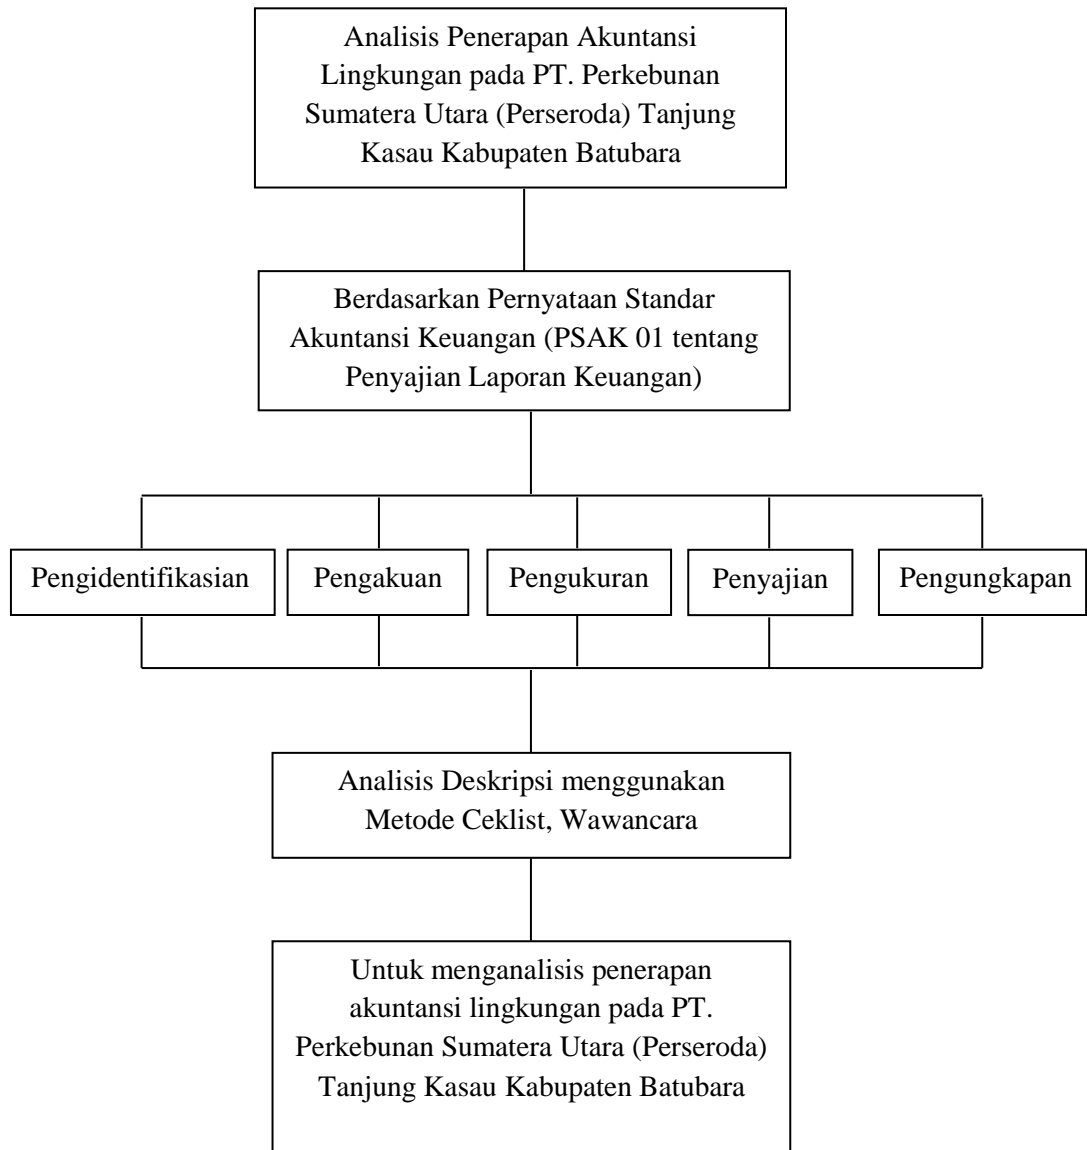 Analisis Penerapan Akuntansi
Lingkungan pada PT. Perkebunan
Sumatera Utara (Perseroda) Tanjung
Kasau Kabupaten Batubara
Berdasarkan Pernyataan Standar
Akuntansi Keuangan (PSAK 01 tentang
Penyajian Laporan Keuangan)
Pengidentifikasian
Pengakuan
Pengukuran
Penyajian
Pengungkapan
Analisis Deskripsi menggunakan
Metode Ceklist, Wawancara
Untuk menganalisis penerapan
akuntansi lingkungan pada PT.
Perkebunan Sumatera Utara (Perseroda)
Tanjung Kasau Kabupaten Batubara